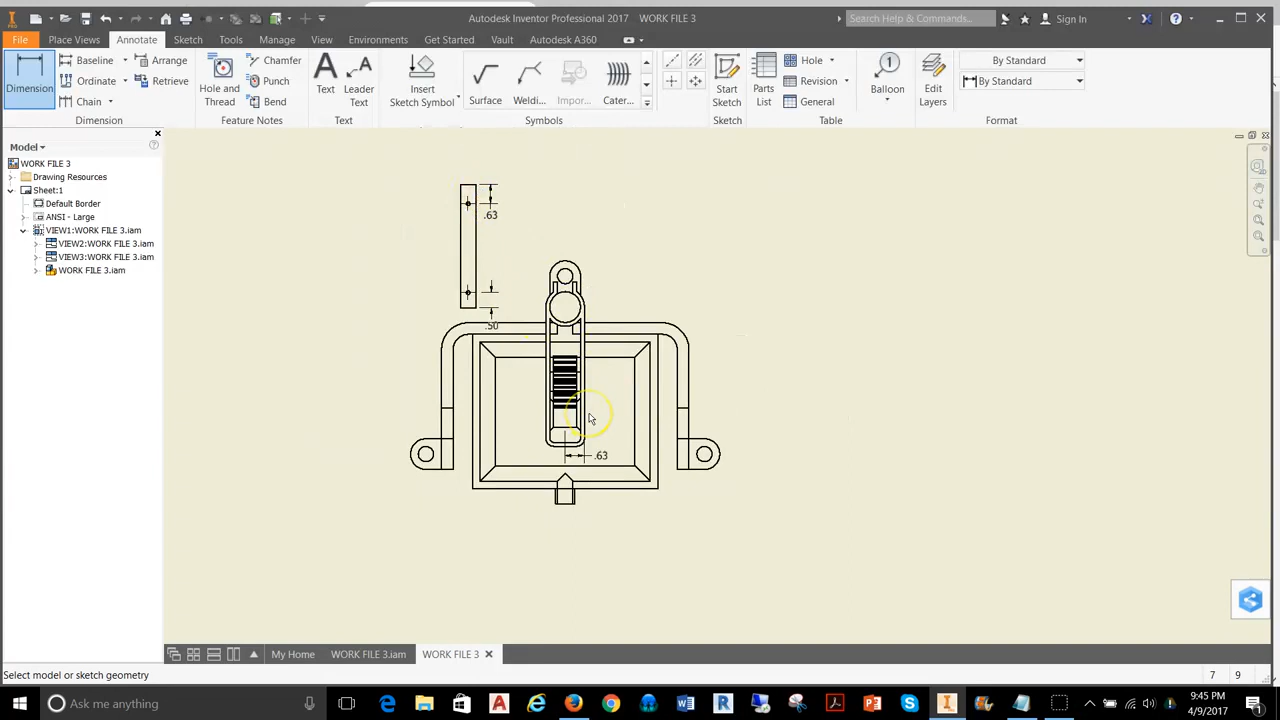 Autodesk Inventor Professional 2017 WORK FILE 3
Search Help & Commands...
Sign In
File Place Views Annotate Sketch Tools Manage View Environments Get Started Vault Autodesk A360
Dimension
Baseline
Ordinate
Chain
Arrange
Retrieve
Dimension
Hole and
Thread
Chamfer
Punch
Bend
Feature Notes
Text
Leader
Text
Text
Insert
Sketch Symbol
Surface
Weldi...
Impor...
Cater...
Symbols
Start
Sketch
Sketch
Parts
List
Hole
Revision
General
Balloon
1
Table
Edit
Layers
By Standard
By Standard
Format
Model
WORK FILE 3
Drawing Resources
Sheet:1
Default Border
ANSI - Large
VIEW1:WORK FILE 3.iam
VIEW2:WORK FILE 3.iam
VIEW3:WORK FILE 3.iam
WORK FILE 3.iam
.63
.50
.63
My Home WORK FILE 3.iam WORK FILE 3
Select model or sketch geometry
7 9
Ask me anything
9:45 PM
4/9/2017